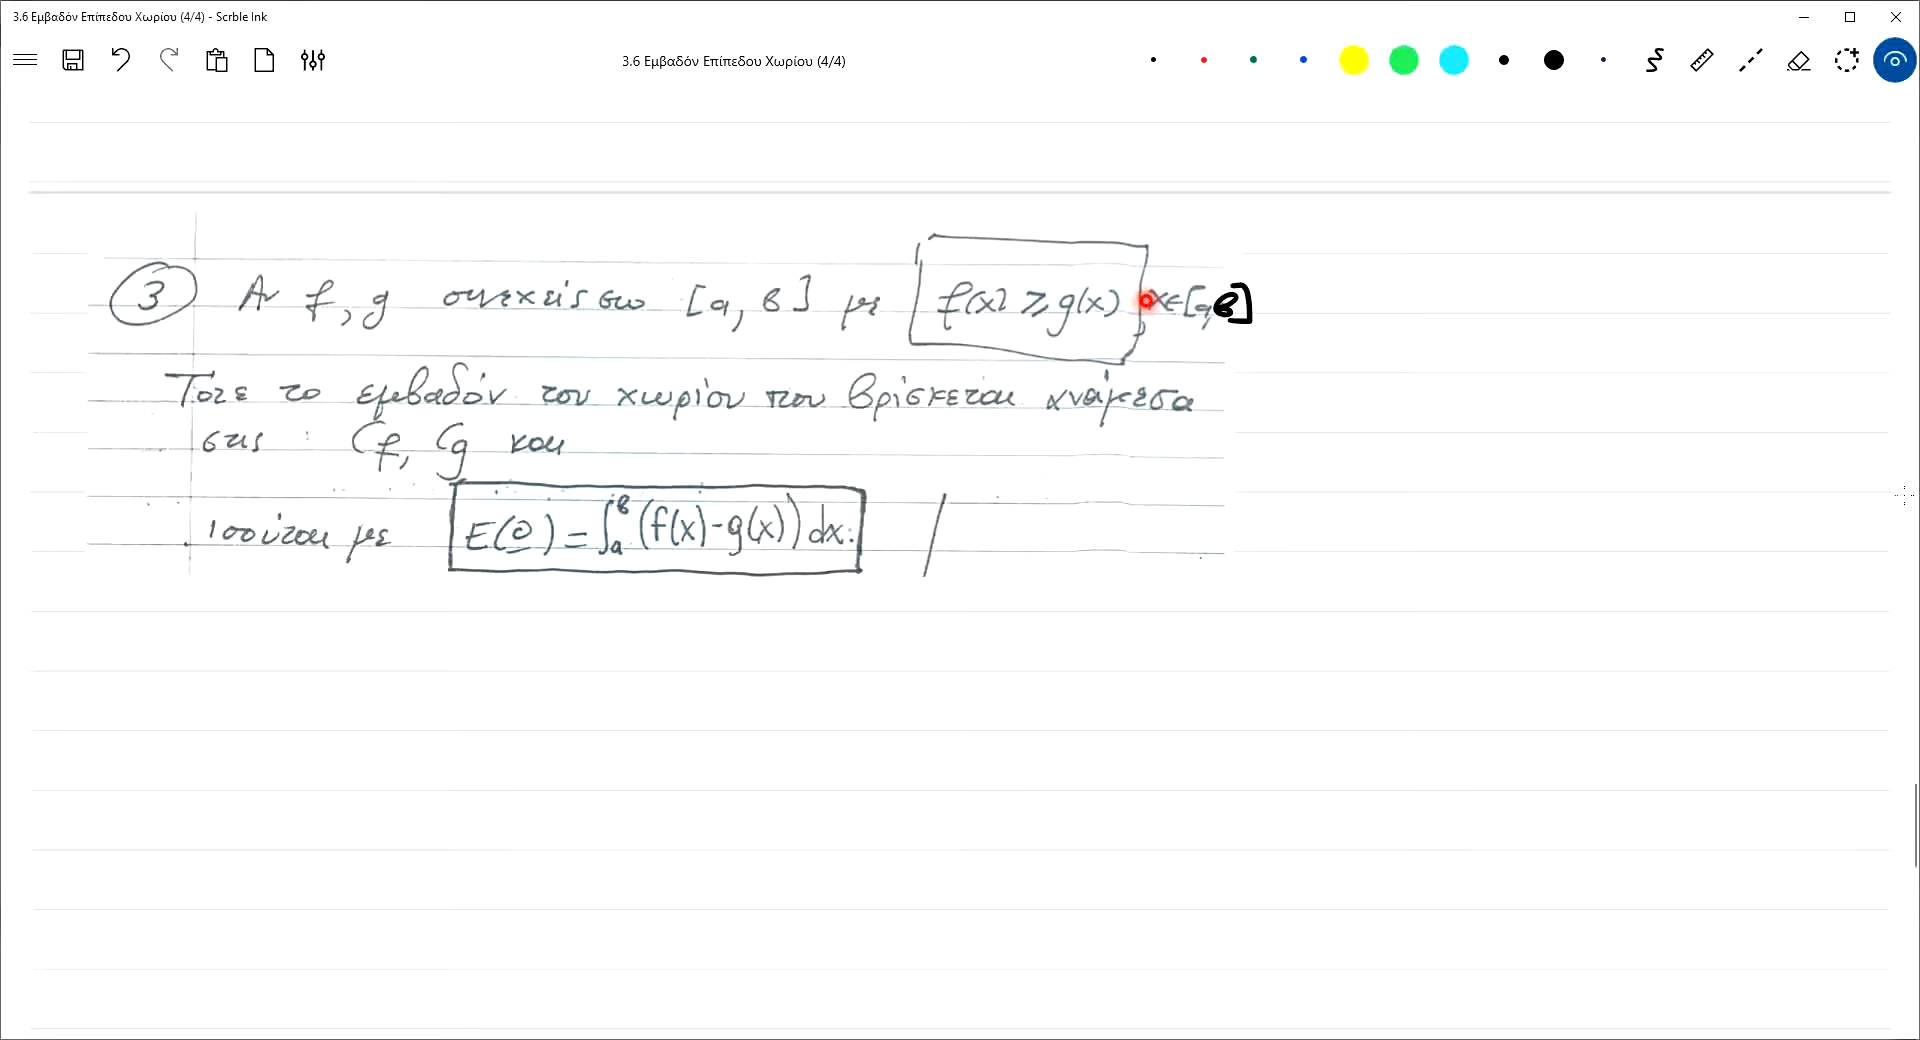 3.6 Εμβαδόν Επίπεδου Χωρίου (4/4) - Scrble Ink
3.6 Εμβαδόν Επίπεδου Χωρίου (4/4)
③ Αν f, g συνεχείς στο [α, β] με f(x) ≥ g(x), x∈[α,β]
Τότε το εμβαδόν του χωρίου που βρίσκεται ανάμεσα
στις : Cf, Cg και
ισούται με E(Ω) = ∫αβ (f(x)-g(x)) dx.